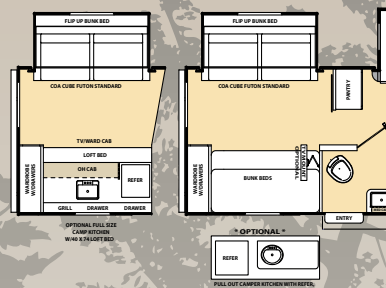 FLIP UP BUNK BED
COA CUBE FUTON STANDARD
TV/WARD CAB
LOFT BED
OH CAB
WARDROBE
W/DRAWERS
REFER
GRILL
DRAWER
DRAWER
OPTIONAL FULL SIZE
CAMP KITCHEN
W/40 X 74 LOFT BED
FLIP UP BUNK BED
COA CUBE FUTON STANDARD
PANTRY
WARDROBE
W/DRAWERS
OPTIONAL
BUNK BEDS
ENTRY
* OPTIONAL *
REFER
PULL OUT CAMPER KITCHEN WITH REFER,